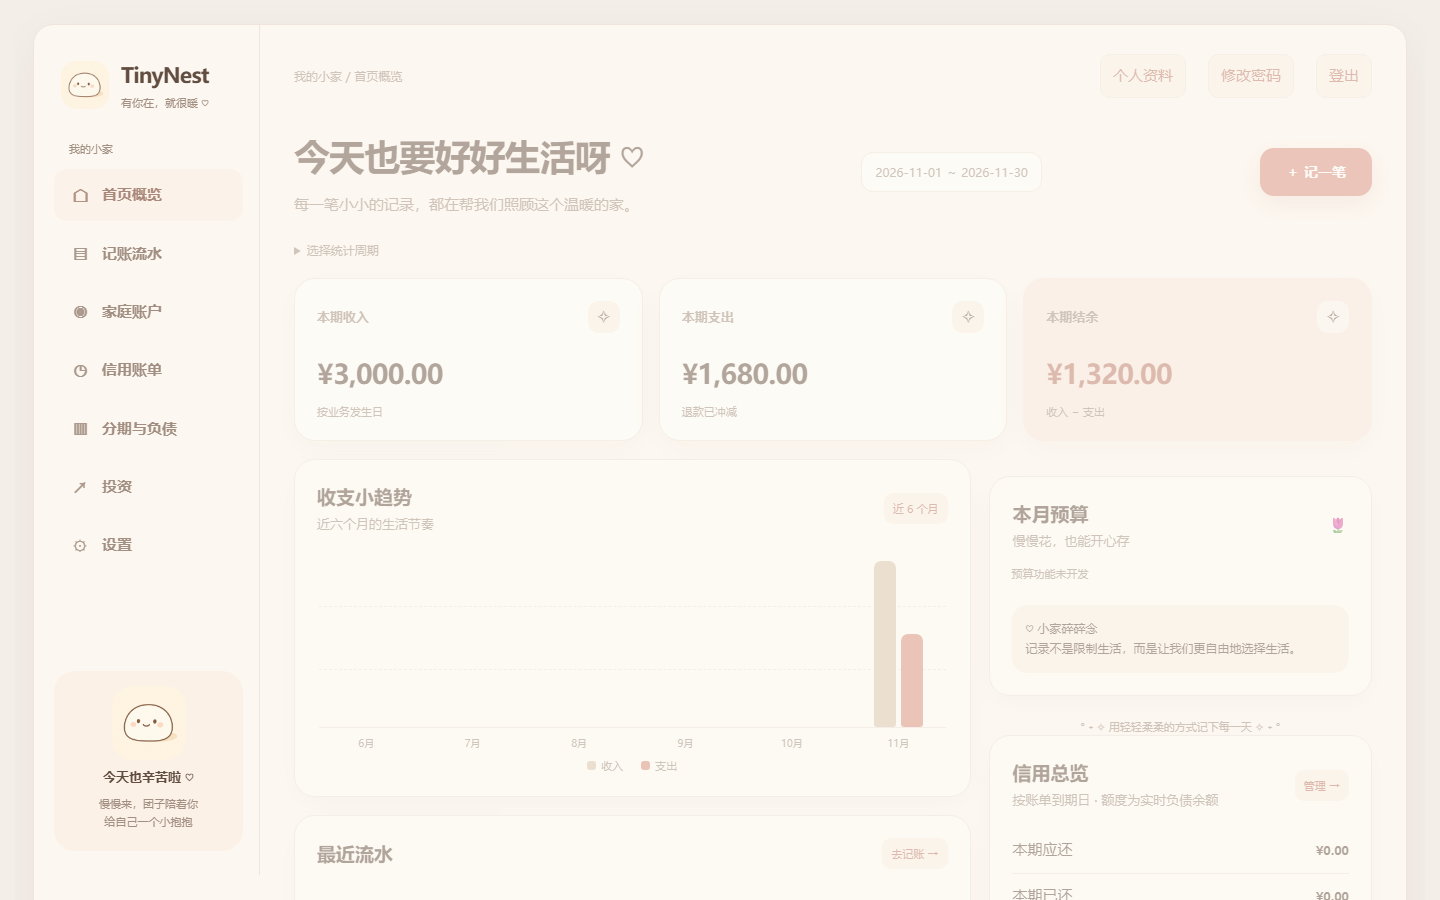 TinyNest
有你在，就很暖 ♡
我的小家
首页概览
记账流水
家庭账户
信用账单
分期与负债
投资
设置
今天也辛苦啦 ♡
慢慢来，团子陪着你
给自己一个小抱抱
我的小家 / 首页概览
个人资料
修改密码
登出
今天也要好好生活呀 ♡
每一笔小小的记录，都在帮我们照顾这个温暖的家。
2026-11-01 ~ 2026-11-30
+ 记一笔
▶ 选择统计周期
本期收入
¥3,000.00
按业务发生日
本期支出
¥1,680.00
退款已冲减
本期结余
¥1,320.00
收入 − 支出
收支小趋势
近六个月的生活节奏
近 6 个月
6月
7月
8月
9月
10月
11月
收入
支出
最近流水
去记账 →
本月预算
慢慢花，也能开心存
预算功能未开发
♡ 小家碎碎念
记录不是限制生活，而是让我们更自由地选择生活。
° ˖ ✧ 用轻轻柔柔的方式记下每一天 ✧ ˖ °
信用总览
按账单到期日 · 额度为实时负债余额
管理 →
本期应还
¥0.00
本期已还
¥0.00